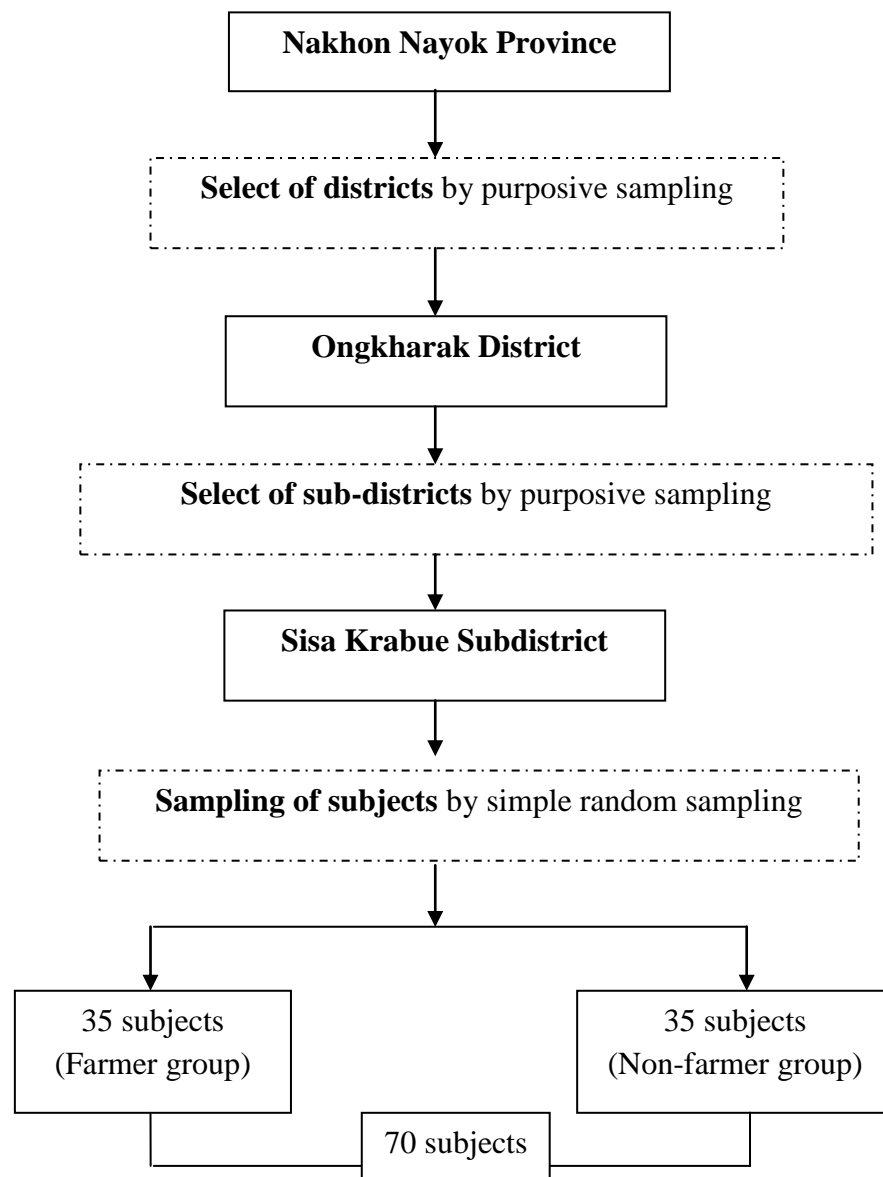 Nakhon Nayok Province
Select of districts by purposive sampling
Ongkharak District
Select of sub-districts by purposive sampling
Sisa Krabue Subdistrict
Sampling of subjects by simple random sampling
35 subjects
(Farmer group)
35 subjects
(Non-farmer group)
70 subjects